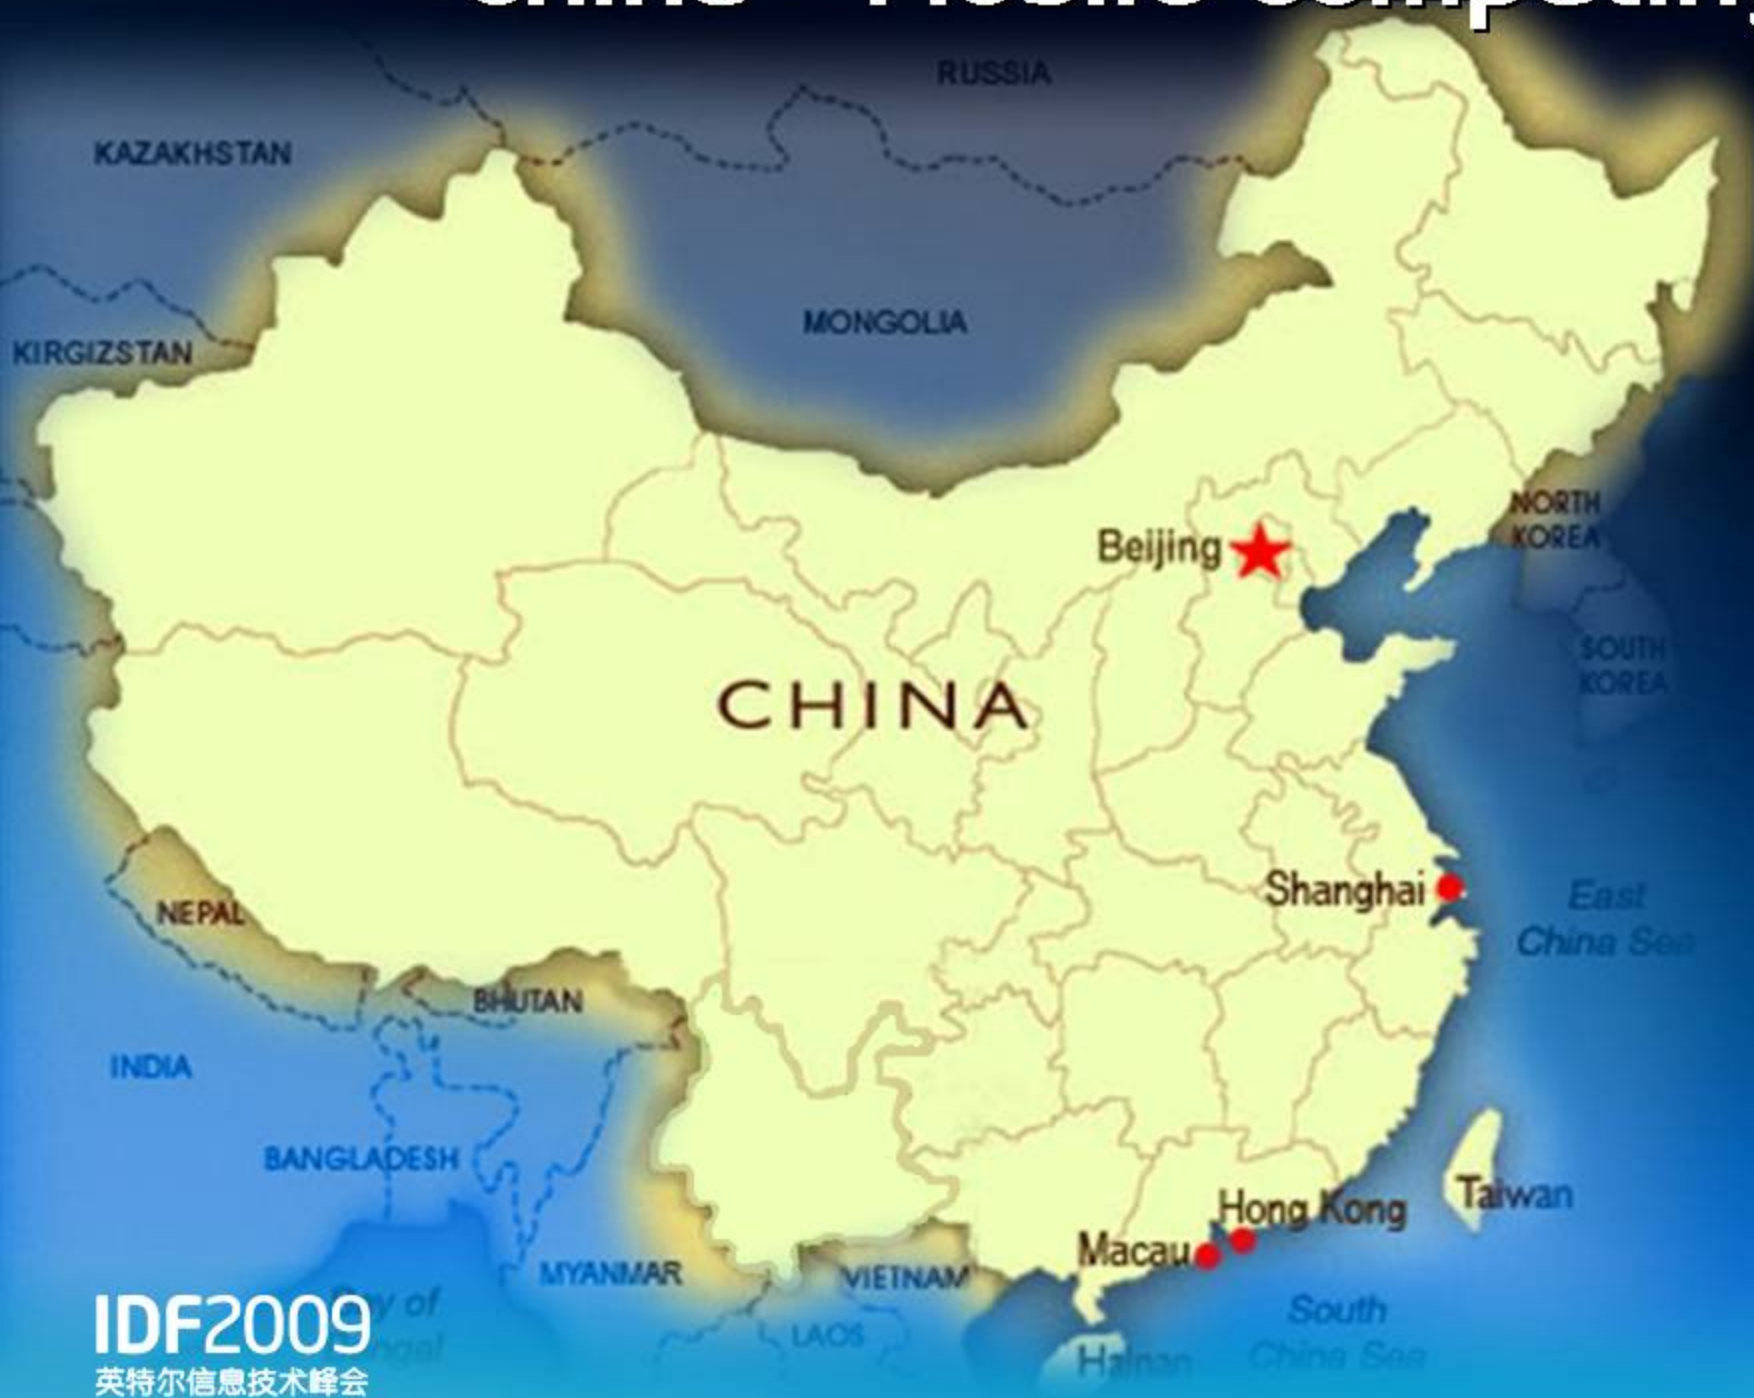 RUSSIA
KAZAKHSTAN
MONGOLIA
KIRGIZSTAN
NORTH
KOREA
Beijing
SOUTH
KOREA
CHINA
Shanghai
East
China Sea
NEPAL
BHUTAN
INDIA
BANGLADESH
Taiwan
Hong Kong
Macau
MYANMAR
VIETNAM
South
China Sea
LAOS
Hainan
of
IDF2009
英特尔信息技术峰会